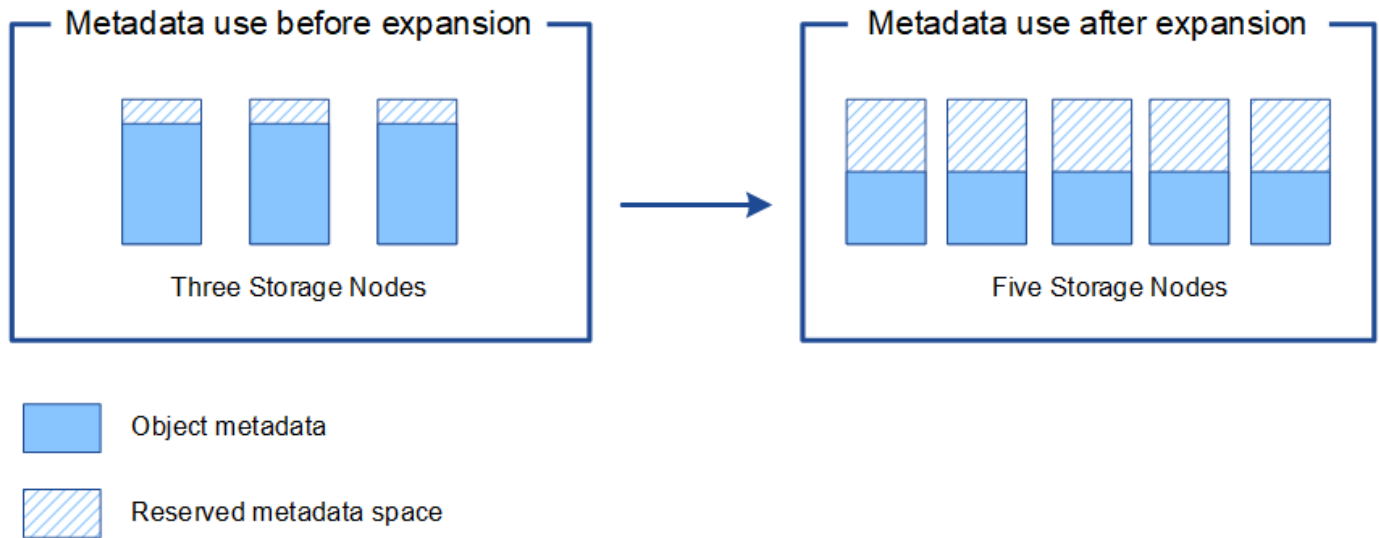 Metadata use before expansion
Metadata use after expansion
Three Storage Nodes
Five Storage Nodes
Object metadata
Reserved metadata space